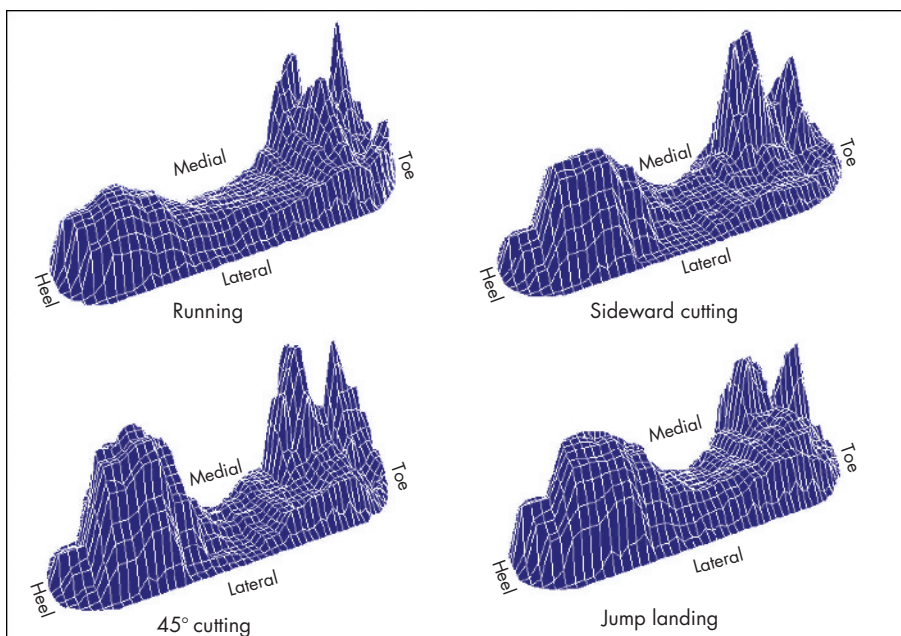 Medial
Toe
Lateral
Heel
Running
Medial
Toe
Lateral
Heel
Sideward cutting
Medial
Toe
Lateral
Heel
45° cutting
Medial
Toe
Lateral
Heel
Jump landing